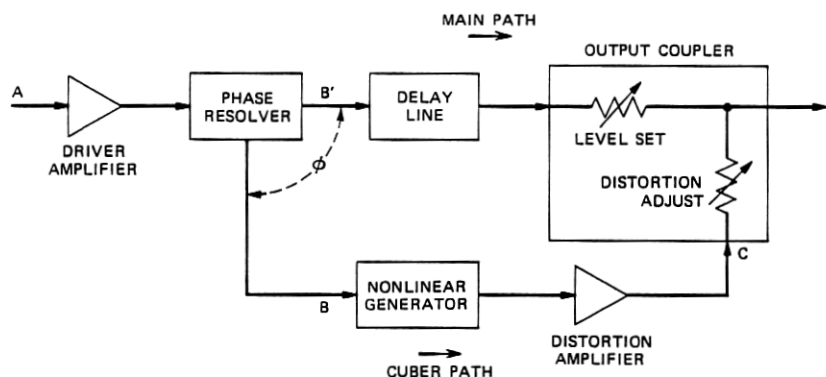 MAIN PATH
OUTPUT COUPLER
A
DRIVER
AMPLIFIER
PHASE
RESOLVER
B'
DELAY
LINE
LEVEL SET
ϕ
DISTORTION
ADJUST
C
B
NONLINEAR
GENERATOR
DISTORTION
AMPLIFIER
CUBER PATH